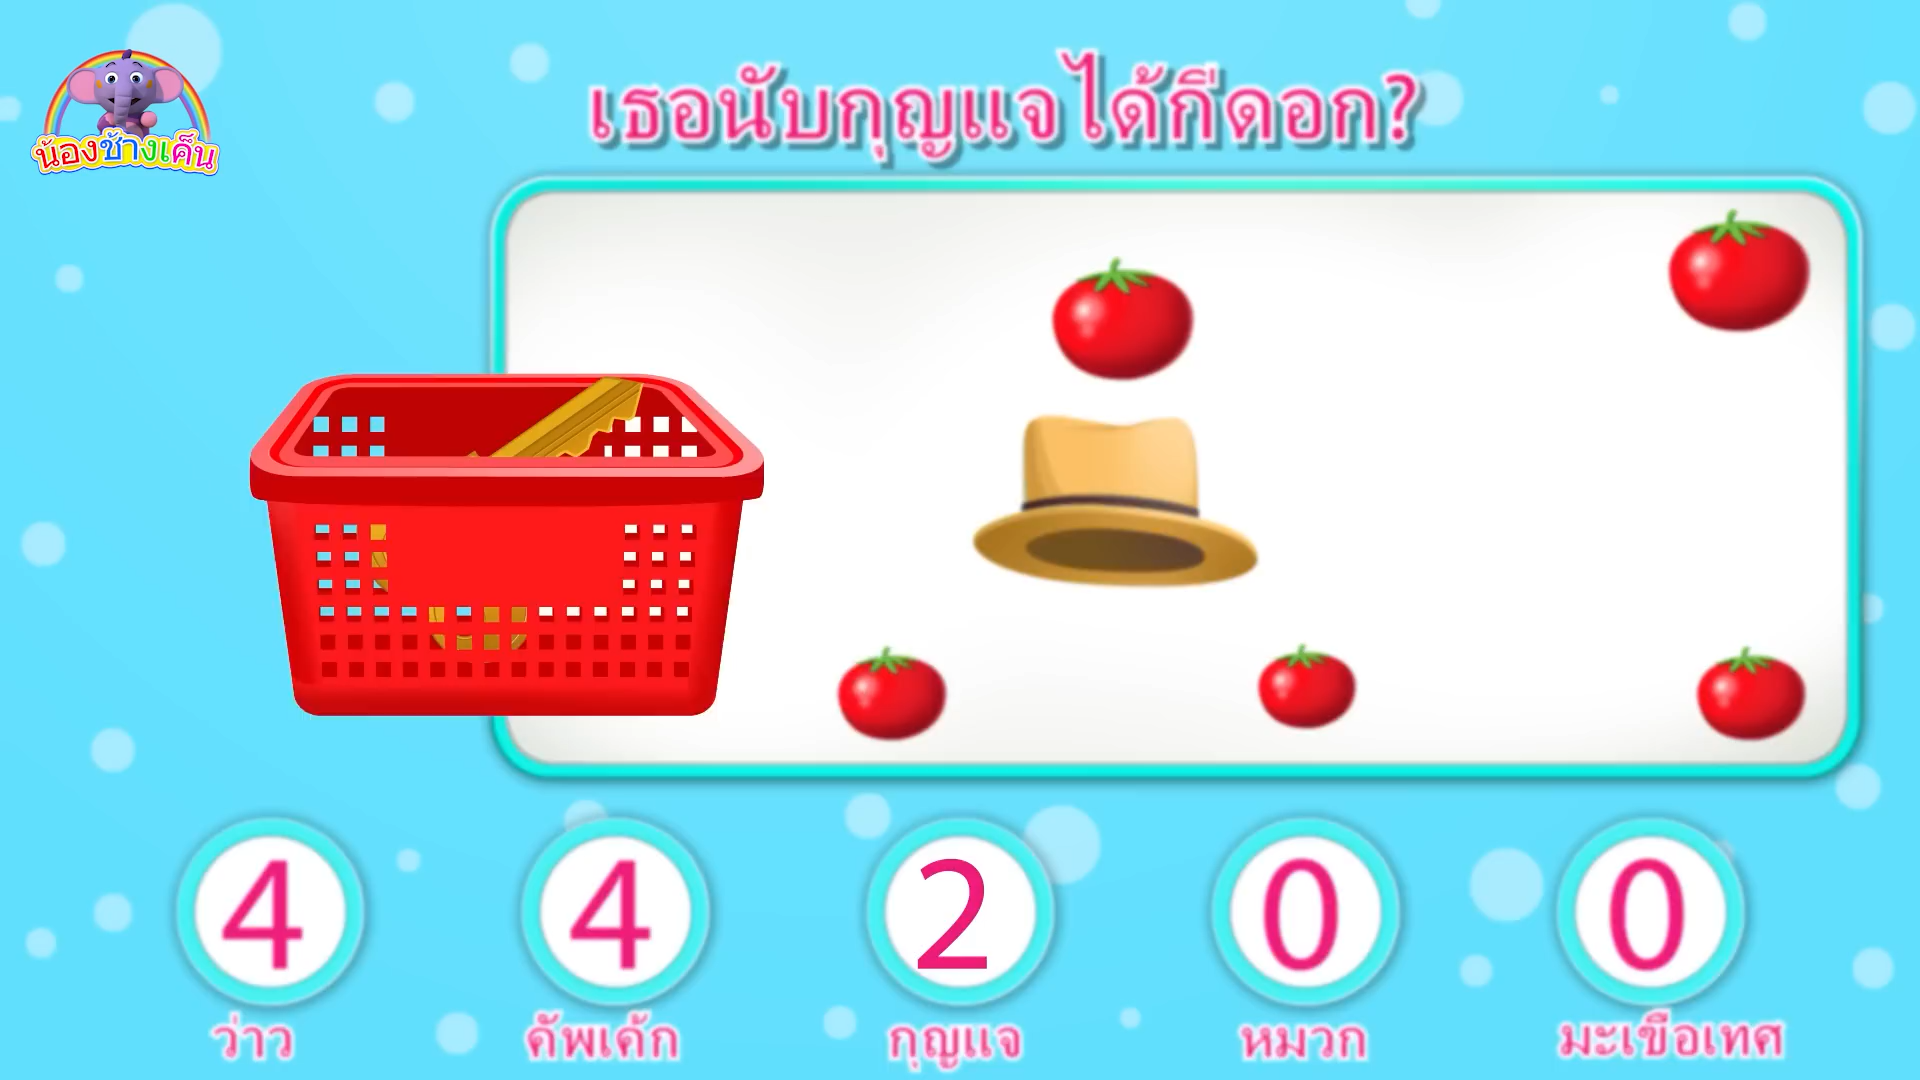 น้องช้างเค็น
เธอนับกุญแจได้กี่ดอก?
4 4 2 0 0
ว่าว คัพเค้ก กุญแจ หมวก มะเขือเทศ